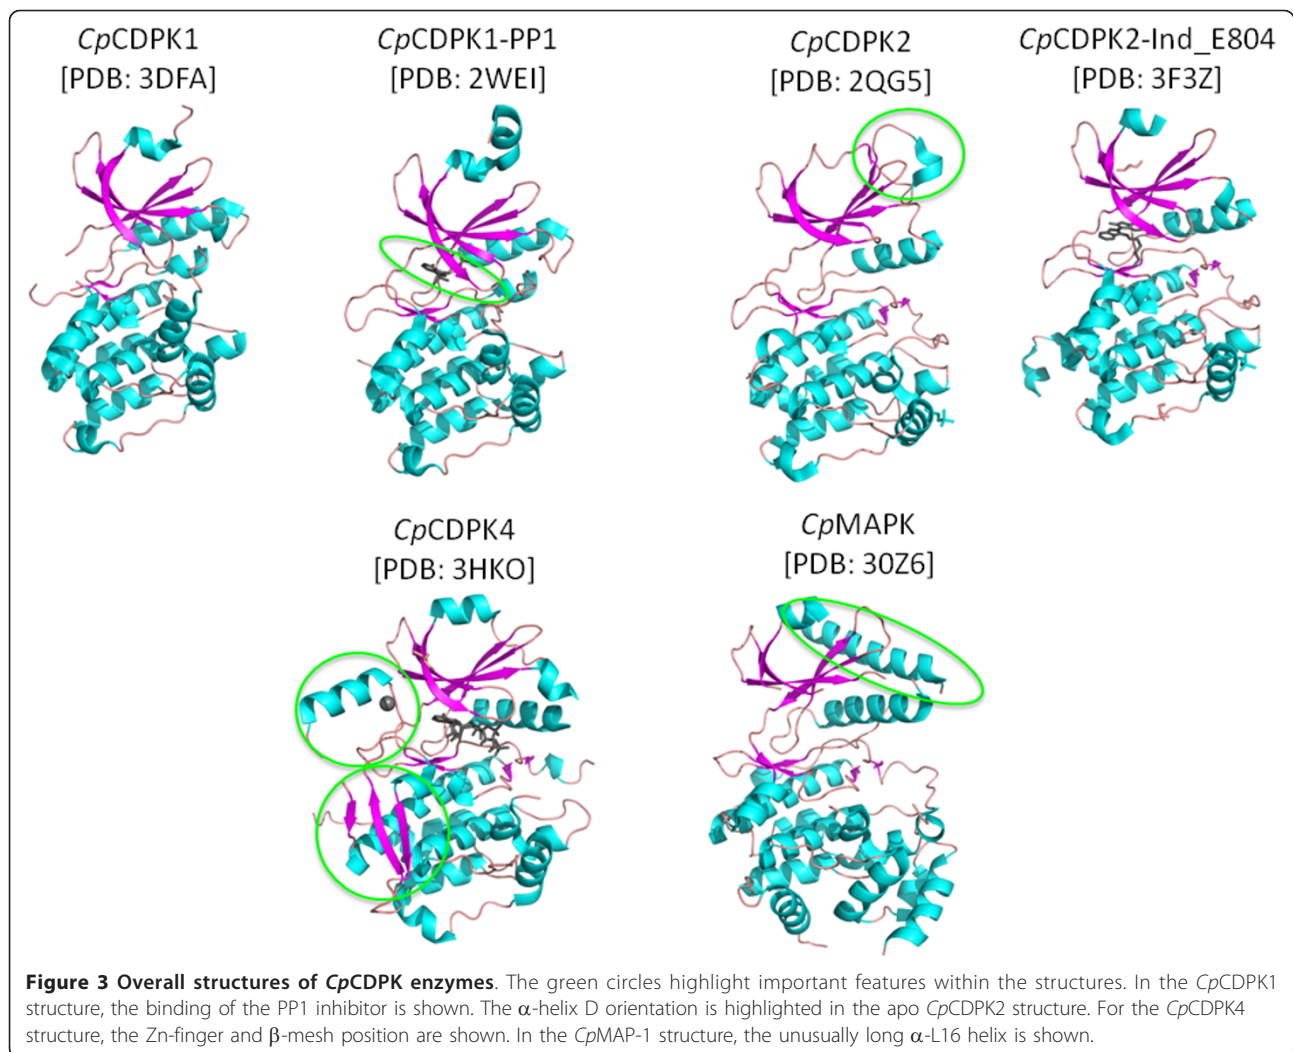 CpCDPK1
[PDB: 3DFA]
CpCDPK1-PP1
[PDB: 2WEI]
CpCDPK2
[PDB: 2QG5]
CpCDPK2-Ind_E804
[PDB: 3F3Z]
CpCDPK4
[PDB: 3HKO]
CpMAPK
[PDB: 30Z6]
Figure 3 Overall structures of CpCDPK enzymes. The green circles highlight important features within the structures. In the CpCDPK1
structure, the binding of the PP1 inhibitor is shown. The α-helix D orientation is highlighted in the apo CpCDPK2 structure. For the CpCDPK4
structure, the Zn-finger and β-mesh position are shown. In the CpMAP-1 structure, the unusually long α-L16 helix is shown.